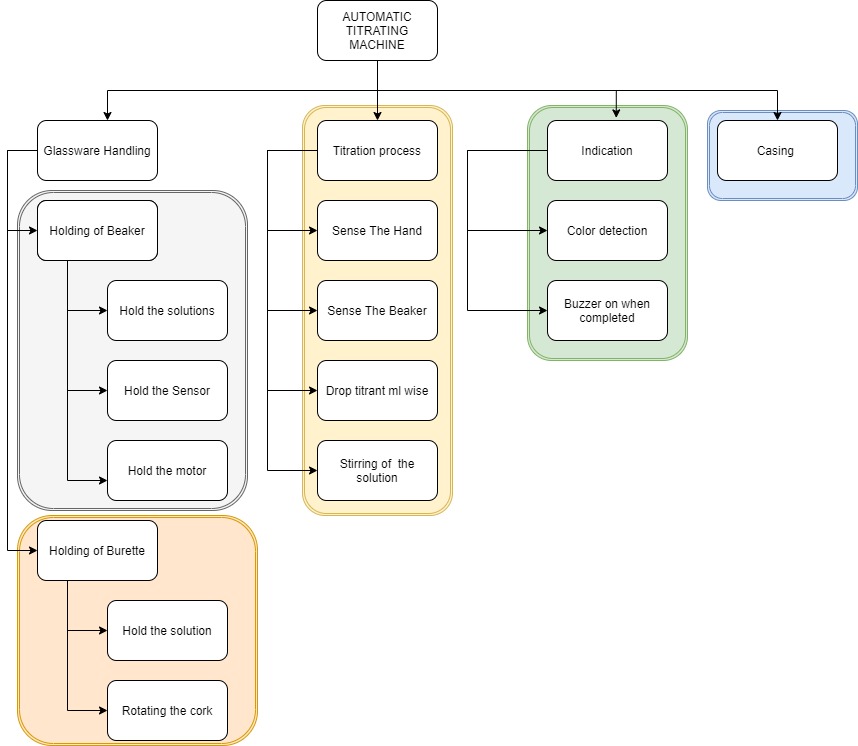 AUTOMATIC
TITRATING
MACHINE
Glassware Handling
Titration process
Indication
Casing
Holding of Beaker
Sense The Hand
Color detection
Hold the solutions
Sense The Beaker
Buzzer on when
completed
Hold the Sensor
Drop titrant ml wise
Hold the motor
Stirring of the
solution
Holding of Burette
Hold the solution
Rotating the cork